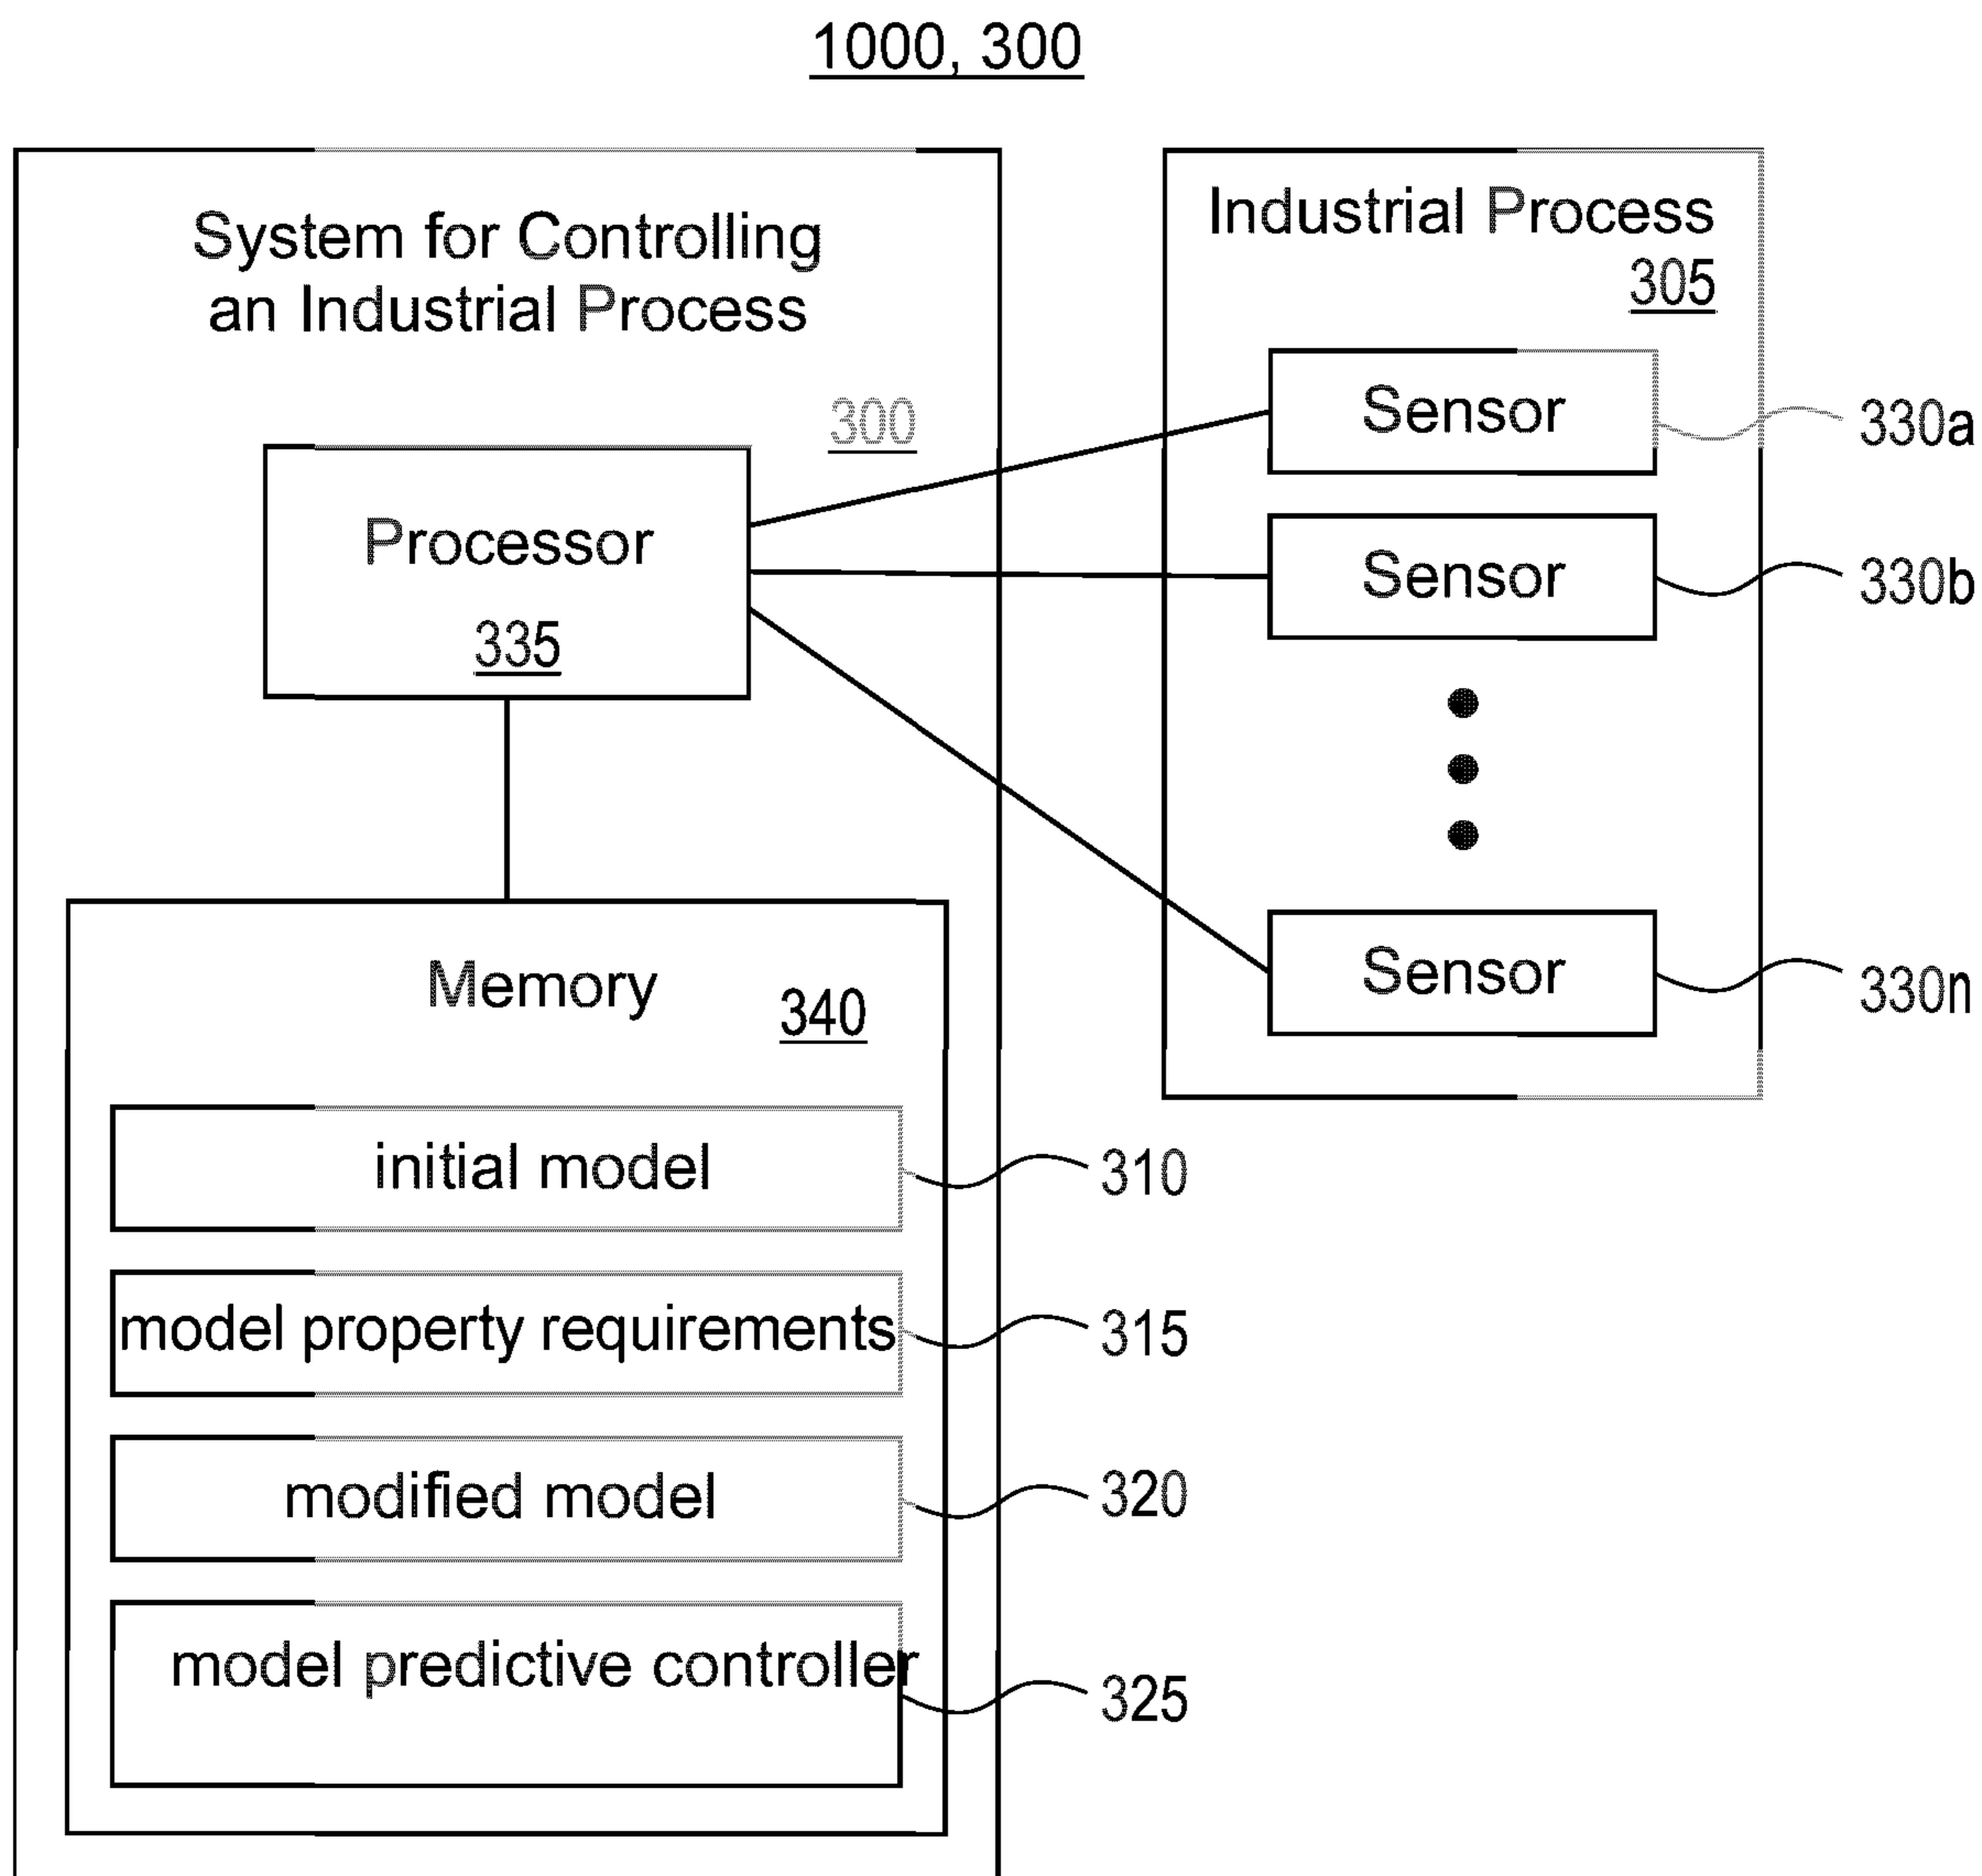 1000, 300
System for Controlling
an Industrial Process
300
Processor
335
Memory
340
initial model
310
model property requirements
315
modified model
320
model predictive controller
325
Industrial Process
305
Sensor
330a
Sensor
330b
Sensor
330n